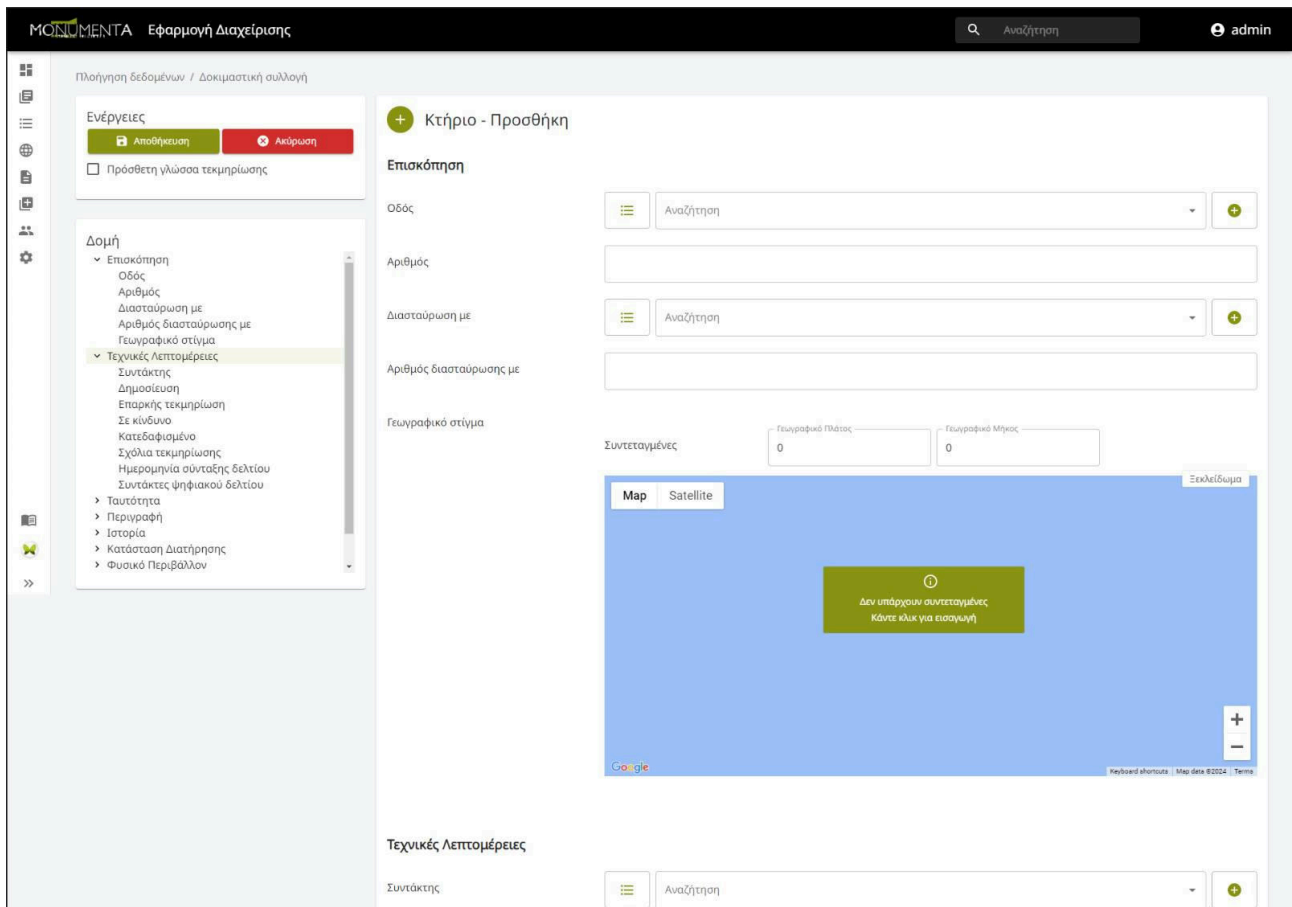 MONUMENTA Εφαρμογή Διαχείρισης
Αναζήτηση
admin
Πλοήγηση δεδομένων / Δοκιμαστική συλλογή
Ενέργειες
Αποθήκευση
Ακύρωση
Πρόσθετη γλώσσα τεκμηρίωσης
Δομή
Επισκόπηση
Οδός
Αριθμός
Διασταύρωση με
Αριθμός διασταύρωσης με
Γεωγραφικό στίγμα
Τεχνικές Λεπτομέρειες
Συντάκτης
Δημοσίευση
Επαρκής τεκμηρίωση
Σε κίνδυνο
Κατεδαφισμένο
Σχόλια τεκμηρίωσης
Ημερομηνία σύνταξης δελτίου
Συντάκτες ψηφιακού δελτίου
Ταυτότητα
Περιγραφή
Ιστορία
Κατάσταση Διατήρησης
Φυσικό Περιβάλλον
Κτήριο - Προσθήκη
Επισκόπηση
Οδός
Αναζήτηση
Αριθμός
Διασταύρωση με
Αναζήτηση
Αριθμός διασταύρωσης με
Γεωγραφικό στίγμα
Συντεταγμένες
Γεωγραφικό Πλάτος
0
Γεωγραφικό Μήκος
0
Ξεκλείδωμα
Map Satellite
Δεν υπάρχουν συντεταγμένες
Κάντε κλικ για εισαγωγή
Google
Keyboard shortcuts Map data ©2024 Terms
Τεχνικές Λεπτομέρειες
Συντάκτης
Αναζήτηση